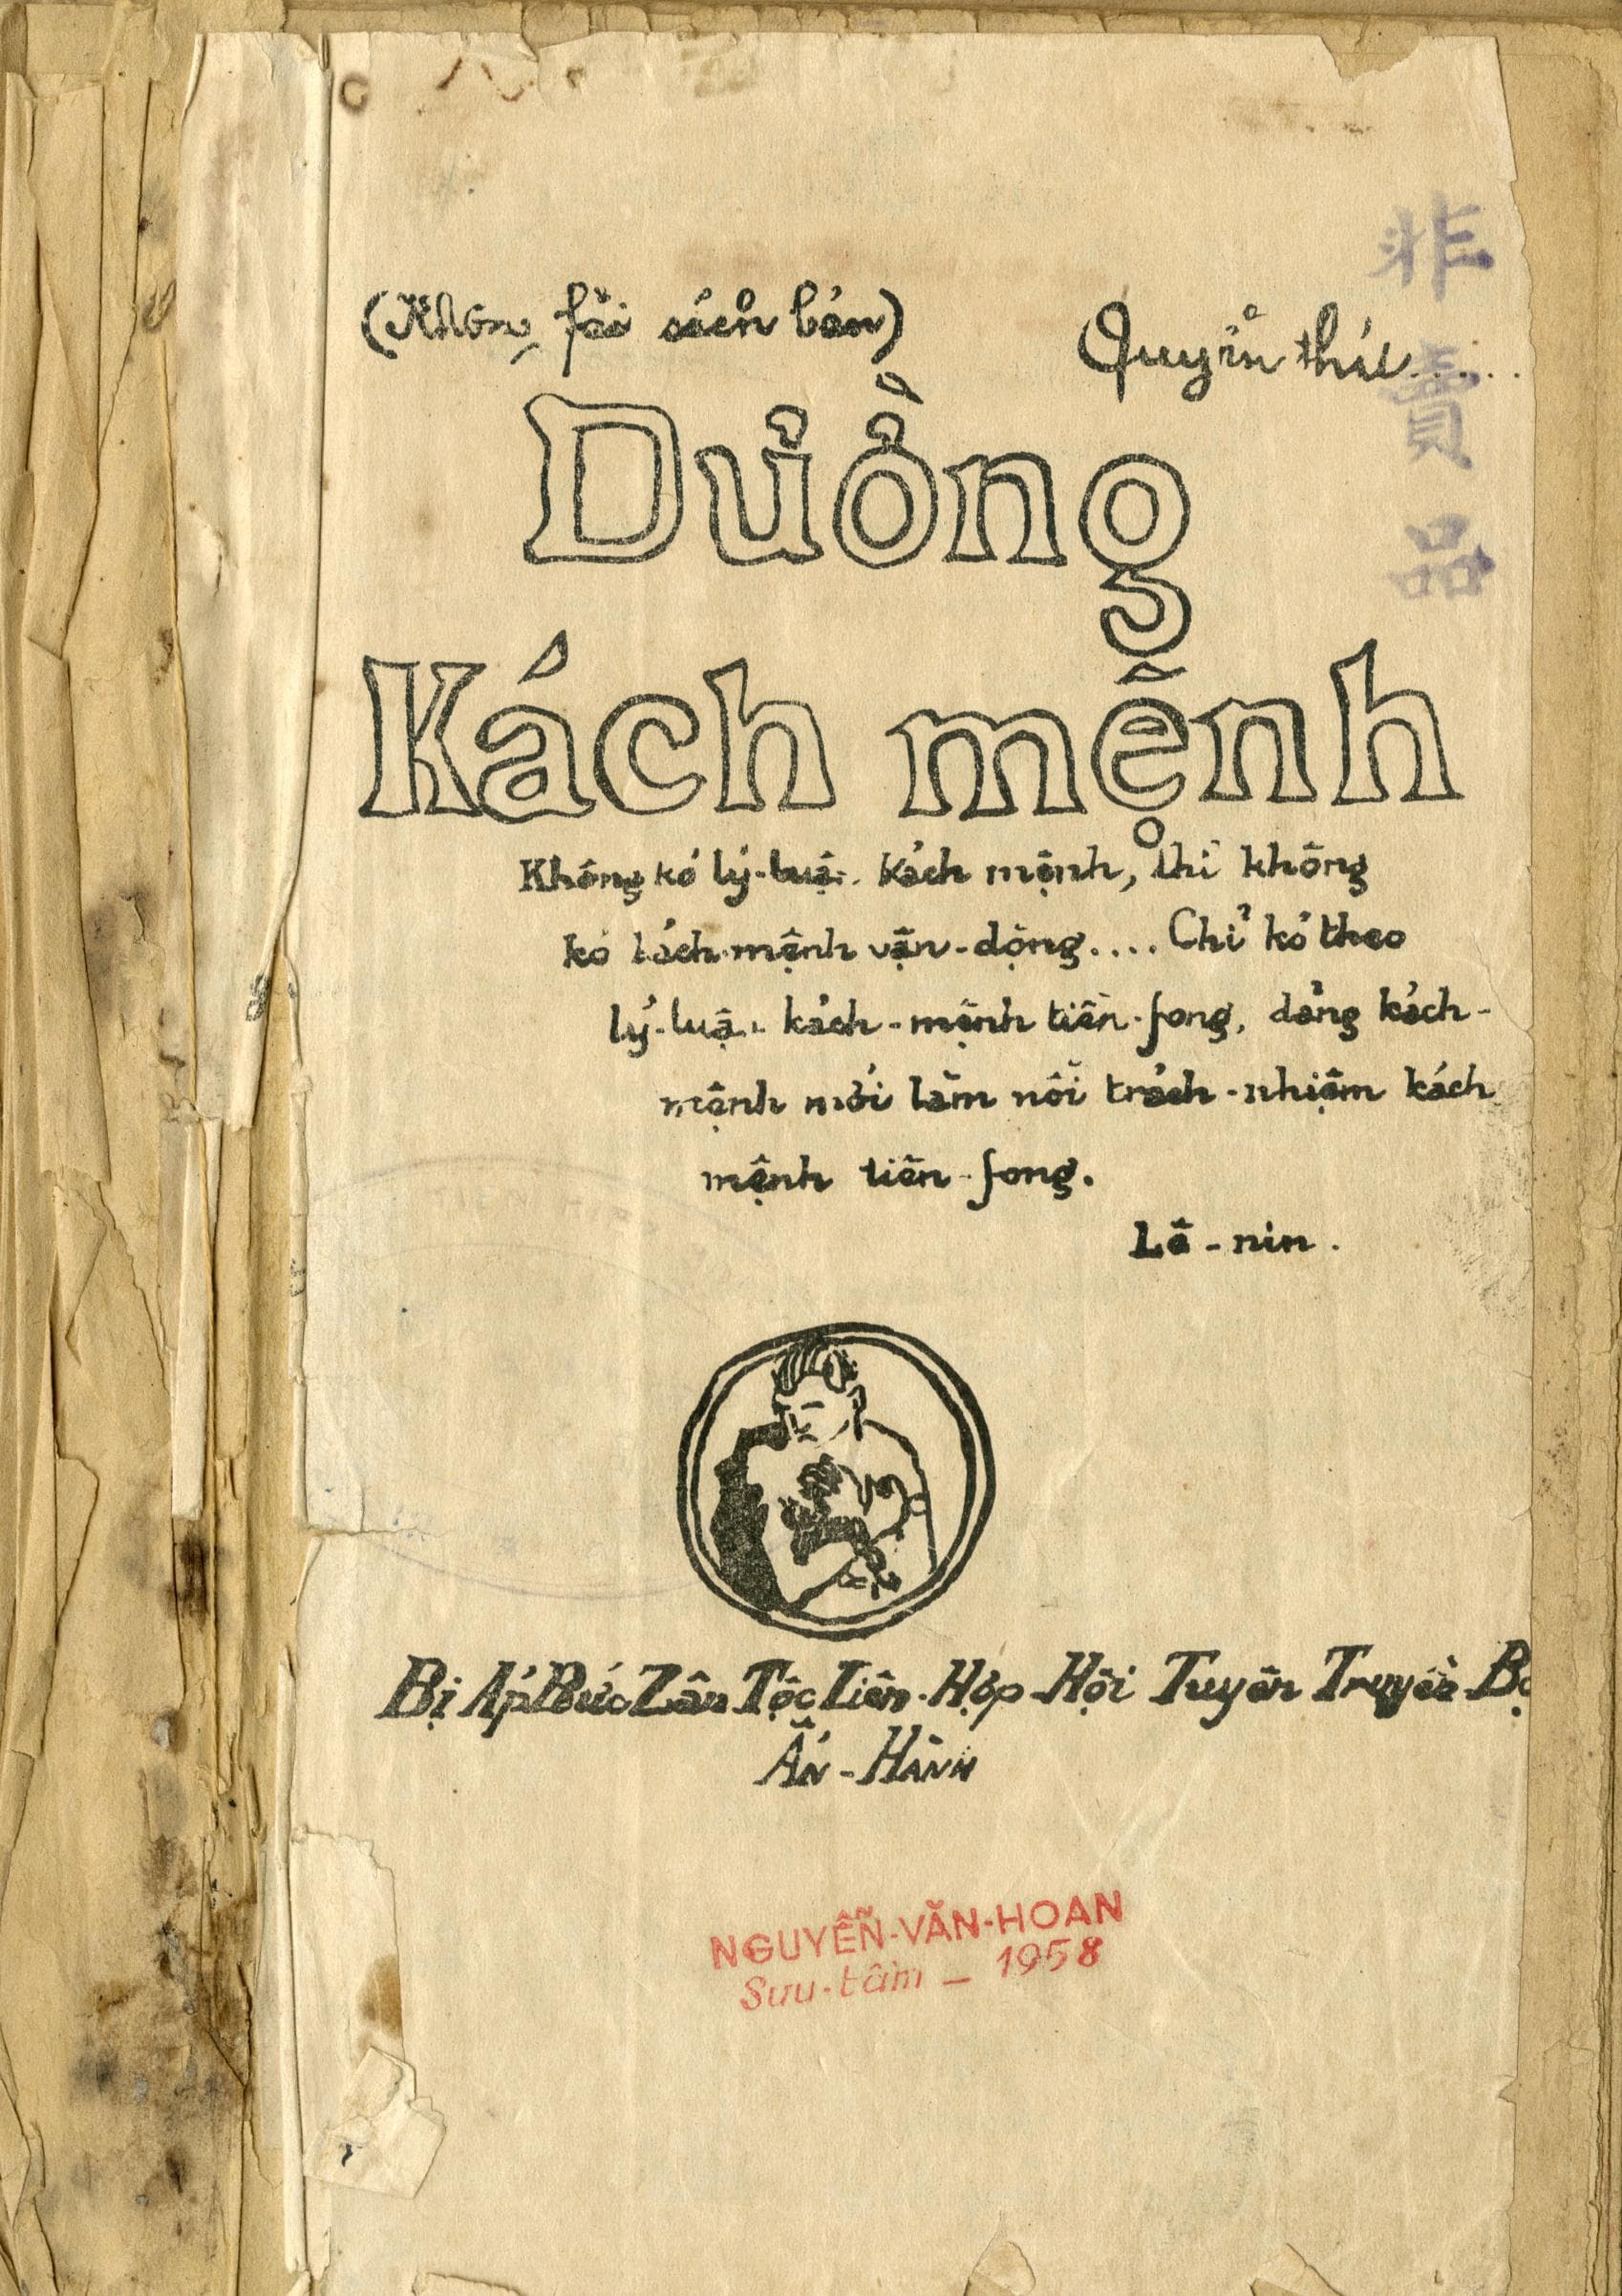 (Không fải sách bán)
Quyển thứ.....
非賣品
Dường
Kách mệnh
Không kó lý-luận kách mệnh, thì không
kó kách mệnh vận-dộng.... Chỉ kó theo
lý-luận kách-mệnh tiền-fong, dảng kách-
mệnh mới làm nổi trách-nhiệm kách
mệnh tiền-fong.
Lê-nin.
Bị Áp Bức Zân Tộc Liên-Hợp-Hội Tuyên Truyền Bộ
ẤN-HÀNH
NGUYỄN-VĂN-HOAN
Sưu-tầm - 1958